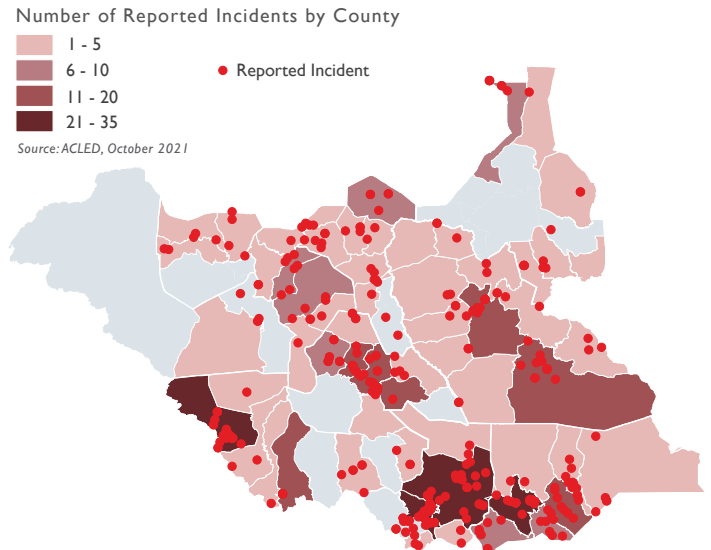 Number of Reported Incidents by County
1 - 5
6 - 10
Reported Incident
11 - 20
21 - 35
Source: ACLED, October 2021